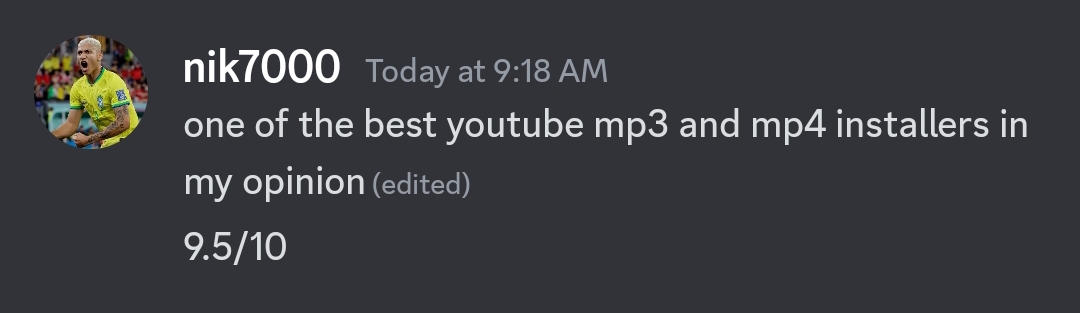 nik7000 Today at 9:18 AM
one of the best youtube mp3 and mp4 installers in
my opinion (edited)
9.5/10